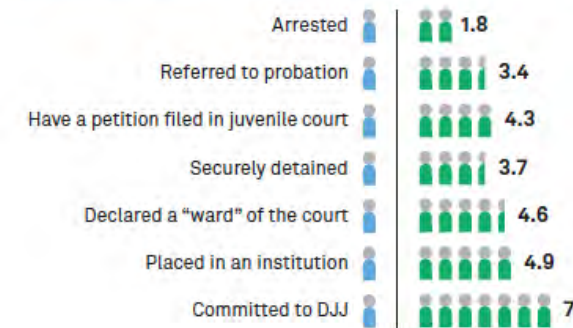 Arrested 1.8
Referred to probation 3.4
Have a petition filed in juvenile court 4.3
Securely detained 3.7
Declared a “ward” of the court 4.6
Placed in an institution 4.9
Committed to DJJ 7